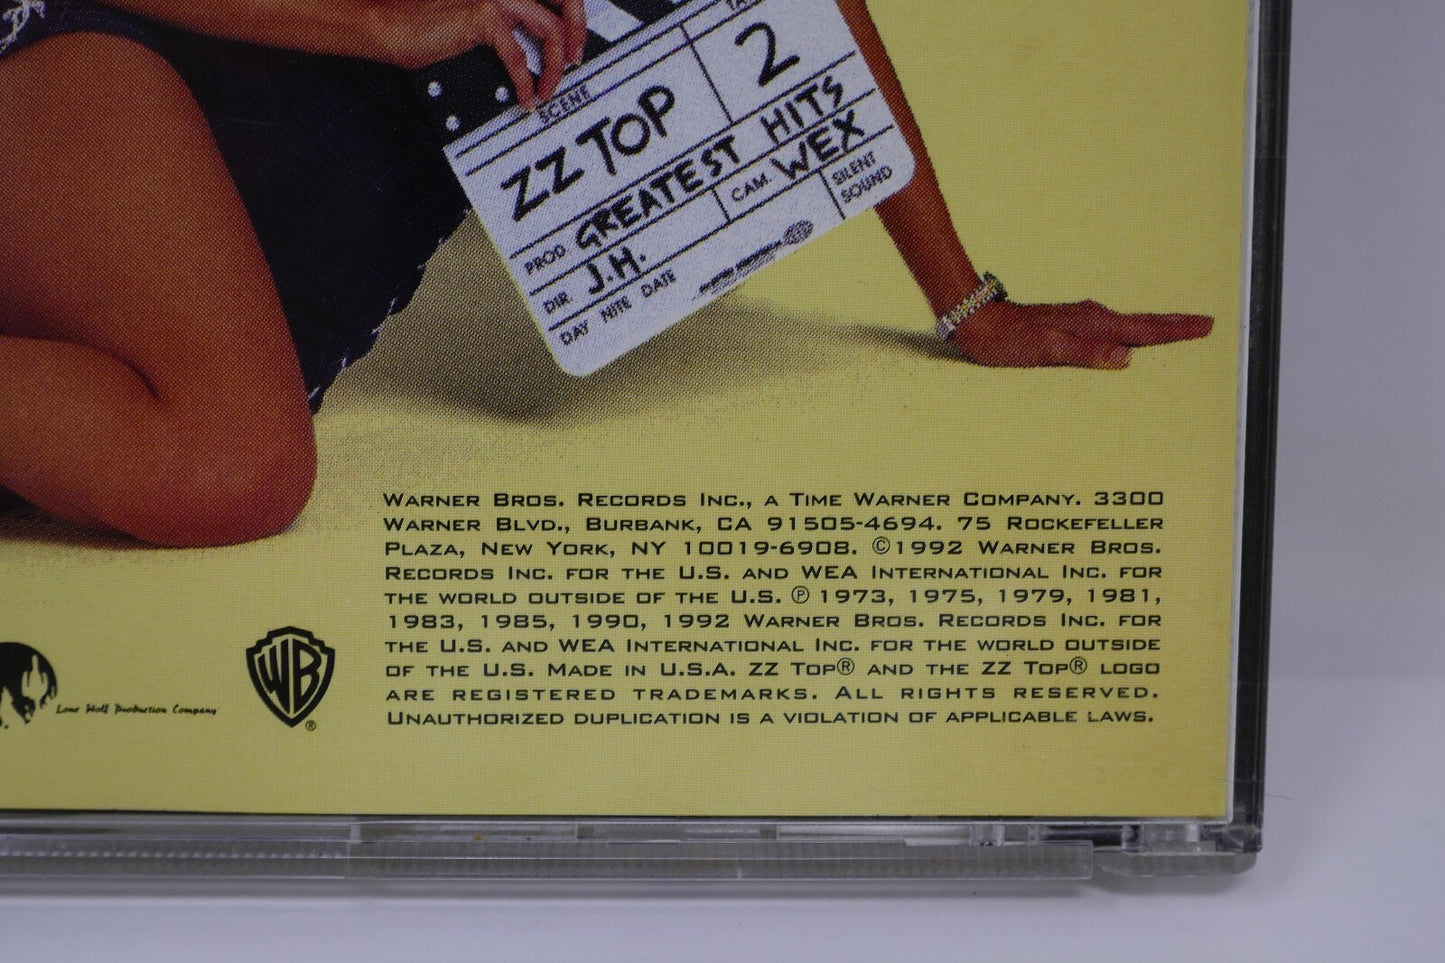 TA
SCENE
2
ZZ TOP
PROD GREATEST HITS
DIR J.H.
CAM. WEX
DAY NITE DATE
SILENT
SOUND
WARNER BROS. RECORDS INC., A TIME WARNER COMPANY. 3300
WARNER BLVD., BURBANK, CA 91505-4694. 75 ROCKEFELLER
PLAZA, NEW YORK, NY 10019-6908. ©1992 WARNER BROS.
RECORDS INC. FOR THE U.S. AND WEA INTERNATIONAL INC. FOR
THE WORLD OUTSIDE OF THE U.S. ℗ 1973, 1975, 1979, 1981,
1983, 1985, 1990, 1992 WARNER BROS. RECORDS INC. FOR
THE U.S. AND WEA INTERNATIONAL INC. FOR THE WORLD OUTSIDE
OF THE U.S. MADE IN U.S.A. ZZ TOP® AND THE ZZ TOP® LOGO
ARE REGISTERED TRADEMARKS. ALL RIGHTS RESERVED.
UNAUTHORIZED DUPLICATION IS A VIOLATION OF APPLICABLE LAWS.
Lone Wolf Production Company
WB
®